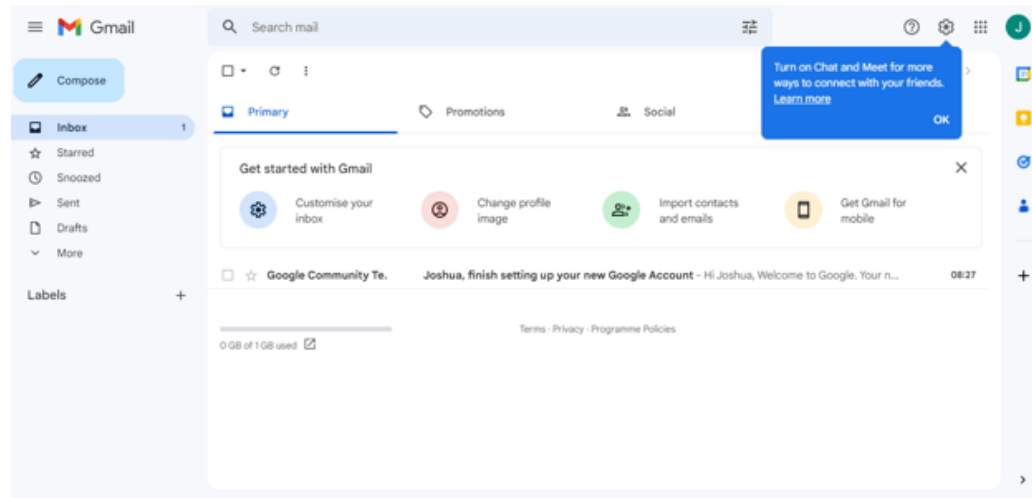 Gmail
Search mail
J
Compose
Turn on Chat and Meet for more
ways to connect with your friends.
Learn more
OK
Inbox 1
Starred
Snoozed
Sent
Drafts
More
Labels
Primary
Promotions
Social
Get started with Gmail
Customise your
inbox
Change profile
image
Import contacts
and emails
Get Gmail for
mobile
Google Community Te. Joshua, finish setting up your new Google Account - Hi Joshua, Welcome to Google. Your n... 08:27
0 GB of 1 GB used
Terms · Privacy · Programme Policies